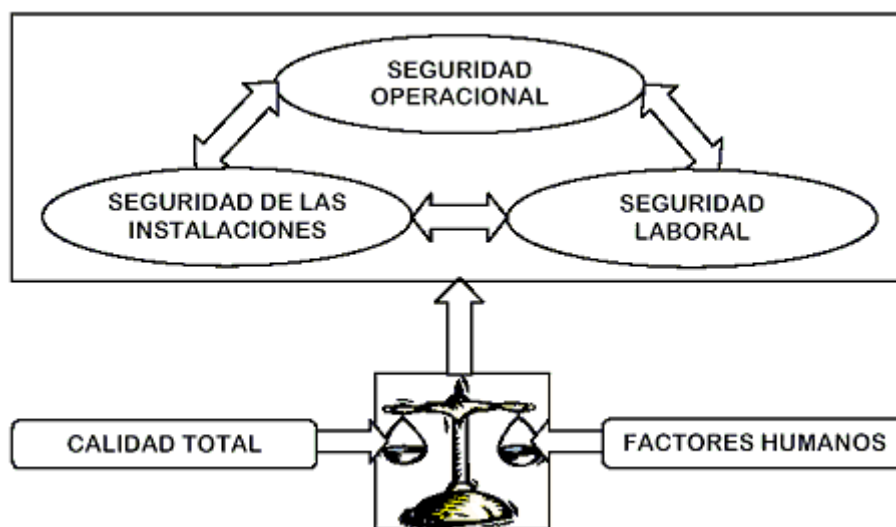 SEGURIDAD
OPERACIONAL
SEGURIDAD DE LAS
INSTALACIONES
SEGURIDAD
LABORAL
CALIDAD TOTAL
FACTORES HUMANOS